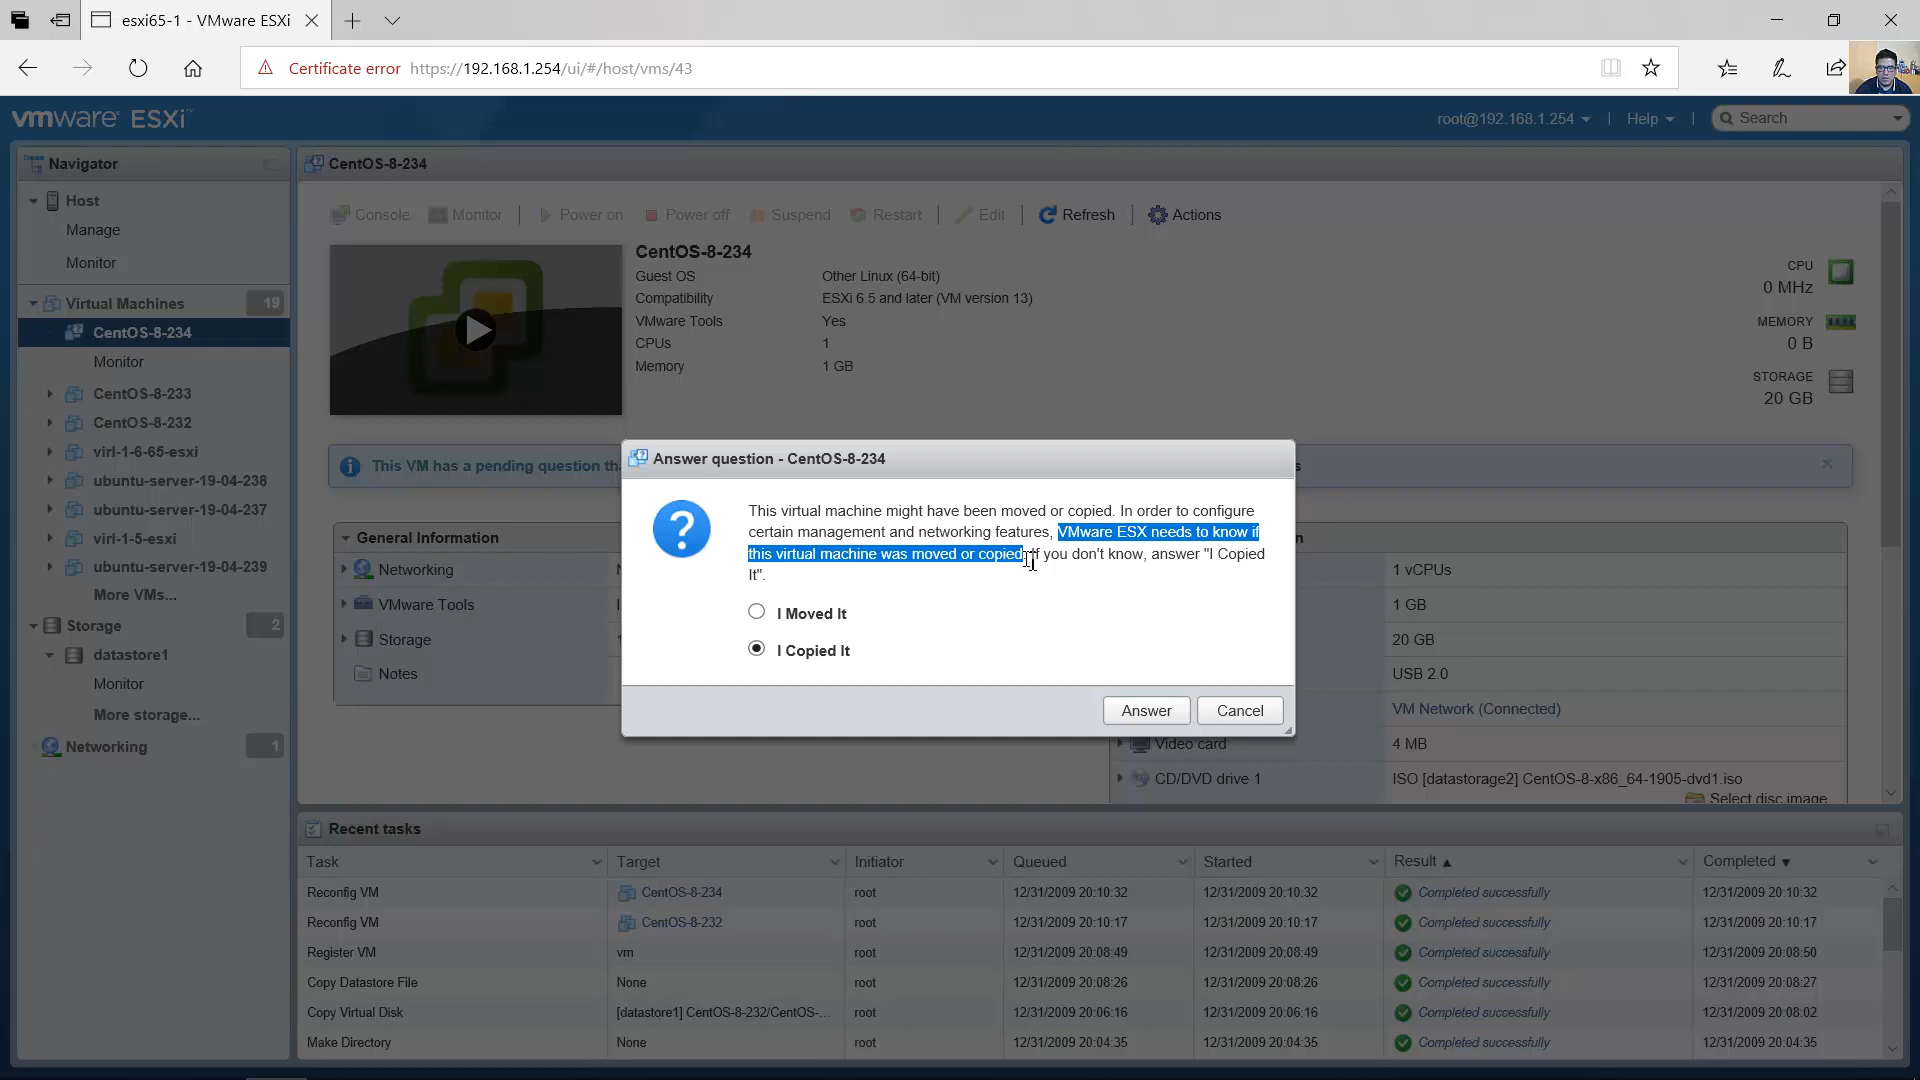 esxi65-1 - VMware ESXi
Certificate error https://192.168.1.254/ui/#/host/vms/43
vmware ESXi
root@192.168.1.254 | Help | Search
Navigator
Host
Manage
Monitor
Virtual Machines 19
CentOS-8-234
Monitor
CentOS-8-233
CentOS-8-232
virl-1-6-65-esxi
ubuntu-server-19-04-238
ubuntu-server-19-04-237
virl-1-5-esxi
ubuntu-server-19-04-239
More VMs...
Storage 2
datastore1
Monitor
More storage...
Networking 1
CentOS-8-234
Console Monitor | Power on Power off Suspend Restart | Edit | Refresh | Actions
CentOS-8-234
Guest OS Other Linux (64-bit)
Compatibility ESXi 6.5 and later (VM version 13)
VMware Tools Yes
CPUs 1
Memory 1 GB
CPU
0 MHz
MEMORY
0 B
STORAGE
20 GB
This VM has a pending question
Answer question - CentOS-8-234
This virtual machine might have been moved or copied. In order to configure
certain management and networking features, VMware ESX needs to know if
this virtual machine was moved or copied. If you don't know, answer "I Copied
It".
I Moved It
I Copied It
Answer Cancel
General Information
Networking
VMware Tools
Storage
Notes
1 vCPUs
1 GB
20 GB
USB 2.0
VM Network (Connected)
Video card 4 MB
CD/DVD drive 1 ISO [datastorage2] CentOS-8-x86_64-1905-dvd1.iso
Select disc image
Recent tasks
Task Target Initiator Queued Started Result Completed
Reconfig VM CentOS-8-234 root 12/31/2009 20:10:32 12/31/2009 20:10:32 Completed successfully 12/31/2009 20:10:32
Reconfig VM CentOS-8-232 root 12/31/2009 20:10:17 12/31/2009 20:10:17 Completed successfully 12/31/2009 20:10:17
Register VM vm root 12/31/2009 20:08:49 12/31/2009 20:08:49 Completed successfully 12/31/2009 20:08:50
Copy Datastore File None root 12/31/2009 20:08:26 12/31/2009 20:08:26 Completed successfully 12/31/2009 20:08:27
Copy Virtual Disk [datastore1] CentOS-8-232/CentOS-... root 12/31/2009 20:06:16 12/31/2009 20:06:16 Completed successfully 12/31/2009 20:08:02
Make Directory None root 12/31/2009 20:04:35 12/31/2009 20:04:35 Completed successfully 12/31/2009 20:04:35